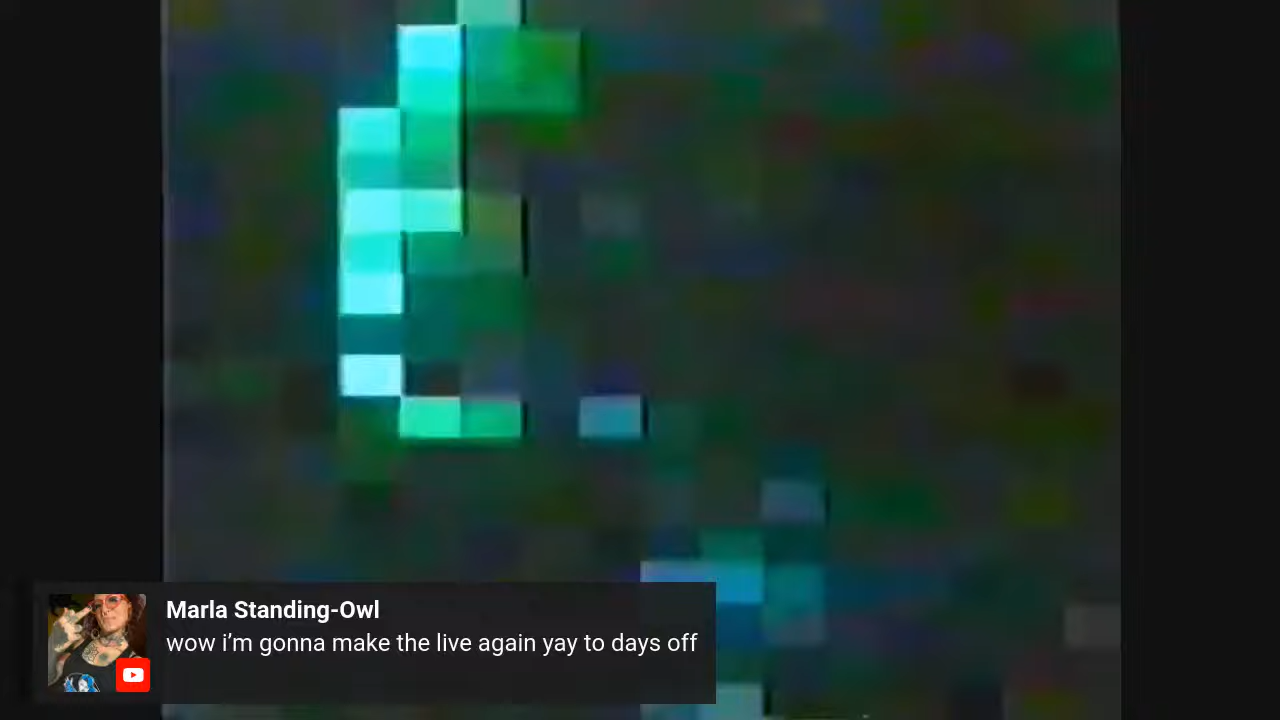 Marla Standing-Owl
wow i’m gonna make the live again yay to days off